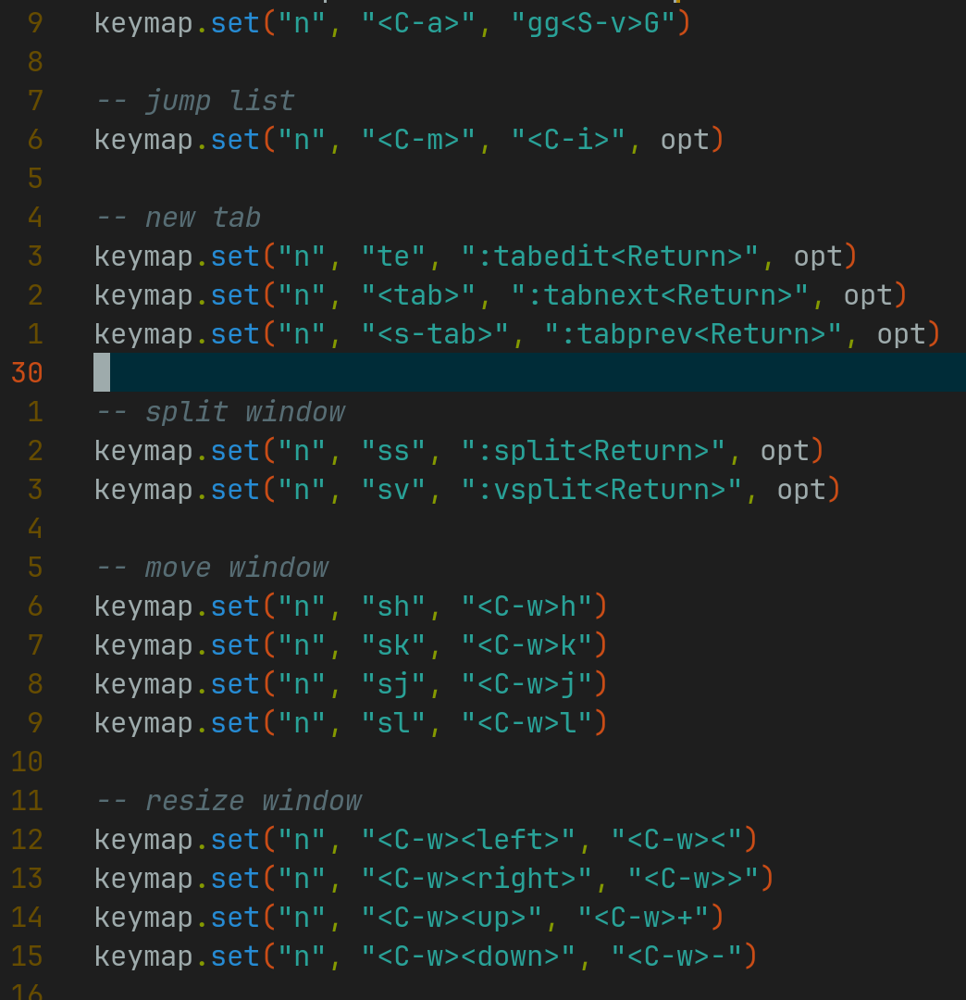 9 keymap.set("n", "<C-a>", "gg<S-v>G")
8
7 -- jump list
6 keymap.set("n", "<C-m>", "<C-i>", opt)
5
4 -- new tab
3 keymap.set("n", "te", ":tabedit<Return>", opt)
2 keymap.set("n", "<tab>", ":tabnext<Return>", opt)
1 keymap.set("n", "<s-tab>", ":tabprev<Return>", opt)
30
1 -- split window
2 keymap.set("n", "ss", ":split<Return>", opt)
3 keymap.set("n", "sv", ":vsplit<Return>", opt)
4
5 -- move window
6 keymap.set("n", "sh", "<C-w>h")
7 keymap.set("n", "sk", "<C-w>k")
8 keymap.set("n", "sj", "<C-w>j")
9 keymap.set("n", "sl", "<C-w>l")
10
11 -- resize window
12 keymap.set("n", "<C-w><left>", "<C-w><")
13 keymap.set("n", "<C-w><right>", "<C-w>>")
14 keymap.set("n", "<C-w><up>", "<C-w>+")
15 keymap.set("n", "<C-w><down>", "<C-w>-")
16